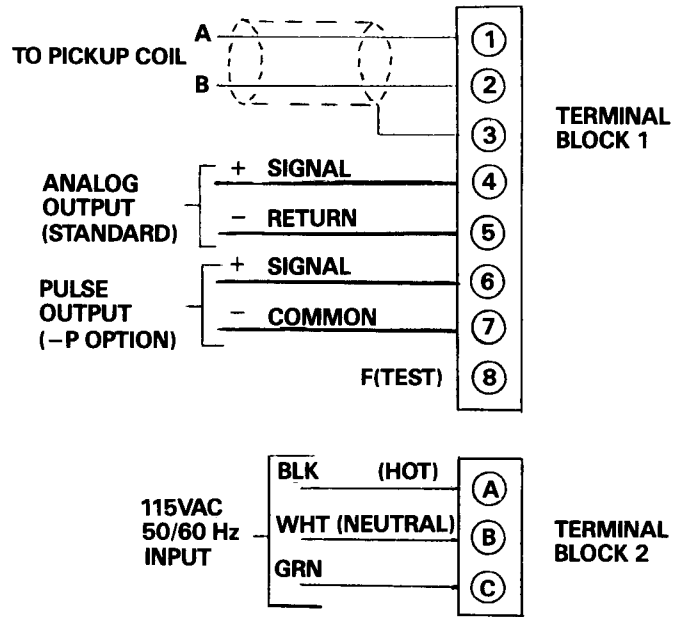 A
1
TO PICKUP COIL
B
2
3
TERMINAL
BLOCK 1
ANALOG
OUTPUT
(STANDARD)
+ SIGNAL
4
− RETURN
5
PULSE
OUTPUT
(−P OPTION)
+ SIGNAL
6
− COMMON
7
F(TEST)
8
115VAC
50/60 Hz
INPUT
BLK (HOT)
A
WHT (NEUTRAL)
B
GRN
C
TERMINAL
BLOCK 2